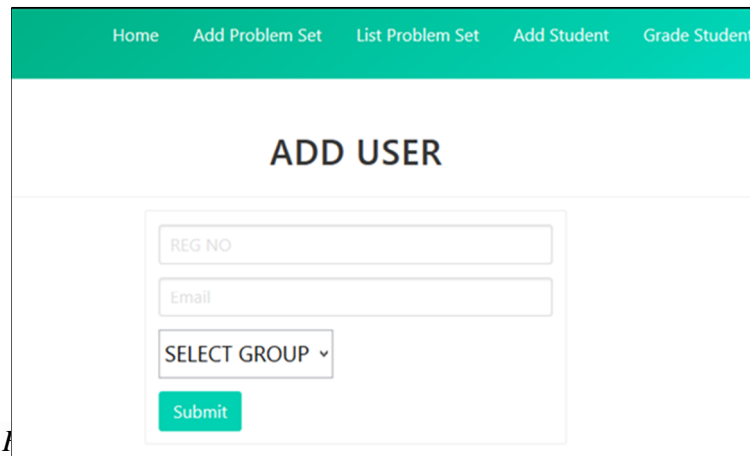 Home Add Problem Set List Problem Set Add Student Grade Student
ADD USER
REG NO
Email
SELECT GROUP
Submit